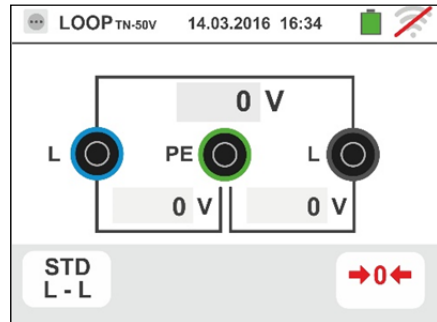 LOOP TN-50V 14.03.2016 16:34
0 V
L PE L
0 V 0 V
STD
L - L
→0←